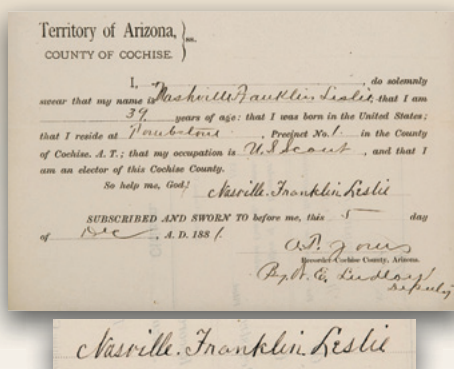 Territory of Arizona, } ss.
COUNTY OF COCHISE.
I, , do solemnly
swear that my name is Nashville Franklin Leslie, that I am
39 years of age: that I was born in the United States;
that I reside at Tombstone, Precinct No. 1 in the County
of Cochise, A. T.; that my occupation is U.S Scout, and that I
am an elector of this Cochise County.
So help me, God! Nasville. Franklin Leslie
SUBSCRIBED AND SWORN TO before me, this 5 day
of Dec, A. D. 1881.
A.T. Jones
Recorder Cochise County, Arizona.
By W. E. Ludlow
Deputy
Nasville. Franklin. Leslie